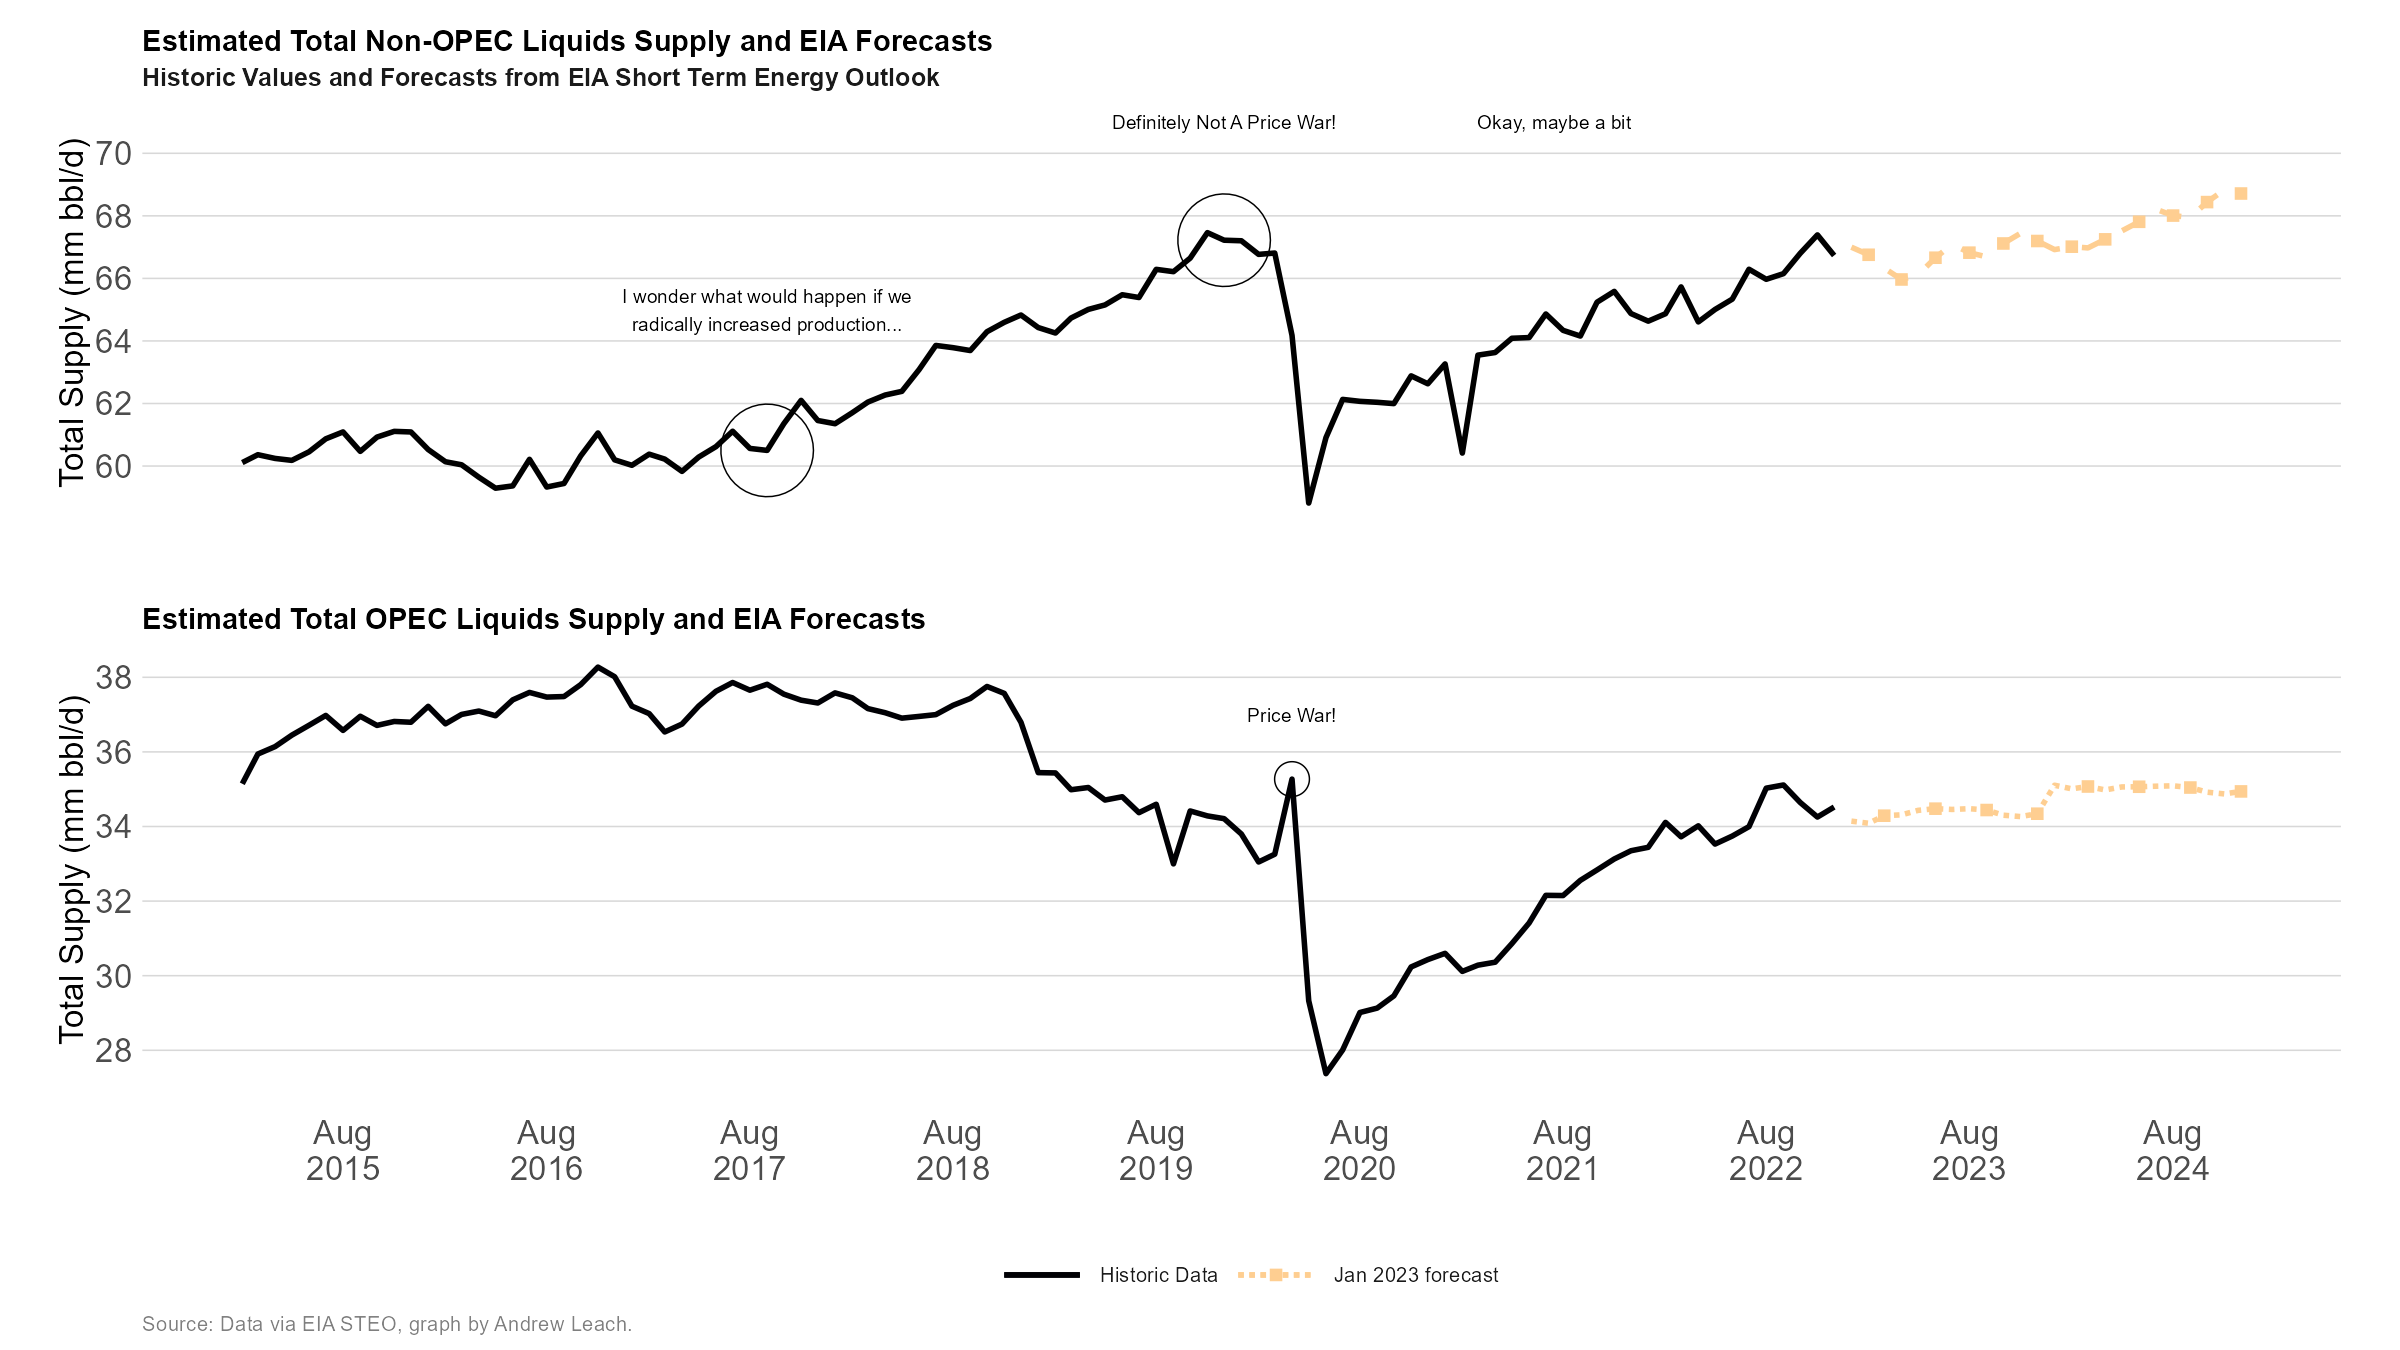 Estimated Total Non-OPEC Liquids Supply and EIA Forecasts
Historic Values and Forecasts from EIA Short Term Energy Outlook
Definitely Not A Price War!
Okay, maybe a bit
I wonder what would happen if we
radically increased production...
Total Supply (mm bbl/d)
70
68
66
64
62
60
Estimated Total OPEC Liquids Supply and EIA Forecasts
Price War!
Total Supply (mm bbl/d)
38
36
34
32
30
28
Aug
2015
Aug
2016
Aug
2017
Aug
2018
Aug
2019
Aug
2020
Aug
2021
Aug
2022
Aug
2023
Aug
2024
Historic Data
Jan 2023 forecast
Source: Data via EIA STEO, graph by Andrew Leach.